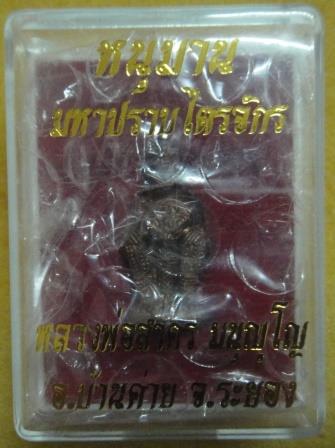 หนุมาน
มหาปราบไตรจักร
หลวงพ่อสาคร มนุญโญ
อ.บ้านค่าย จ.ระยอง